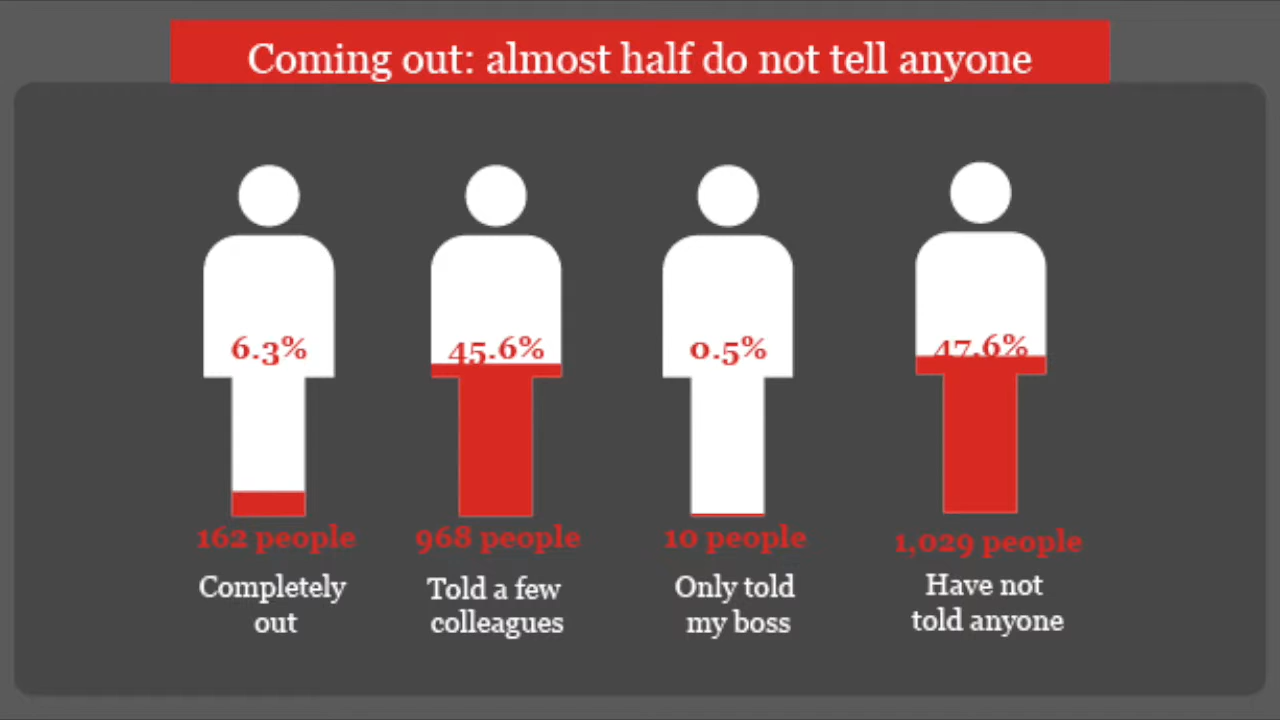 Coming out: almost half do not tell anyone
6.3%
45.6%
0.5%
47.6%
162 people
968 people
10 people
1,029 people
Completely
out
Told a few
colleagues
Only told
my boss
Have not
told anyone